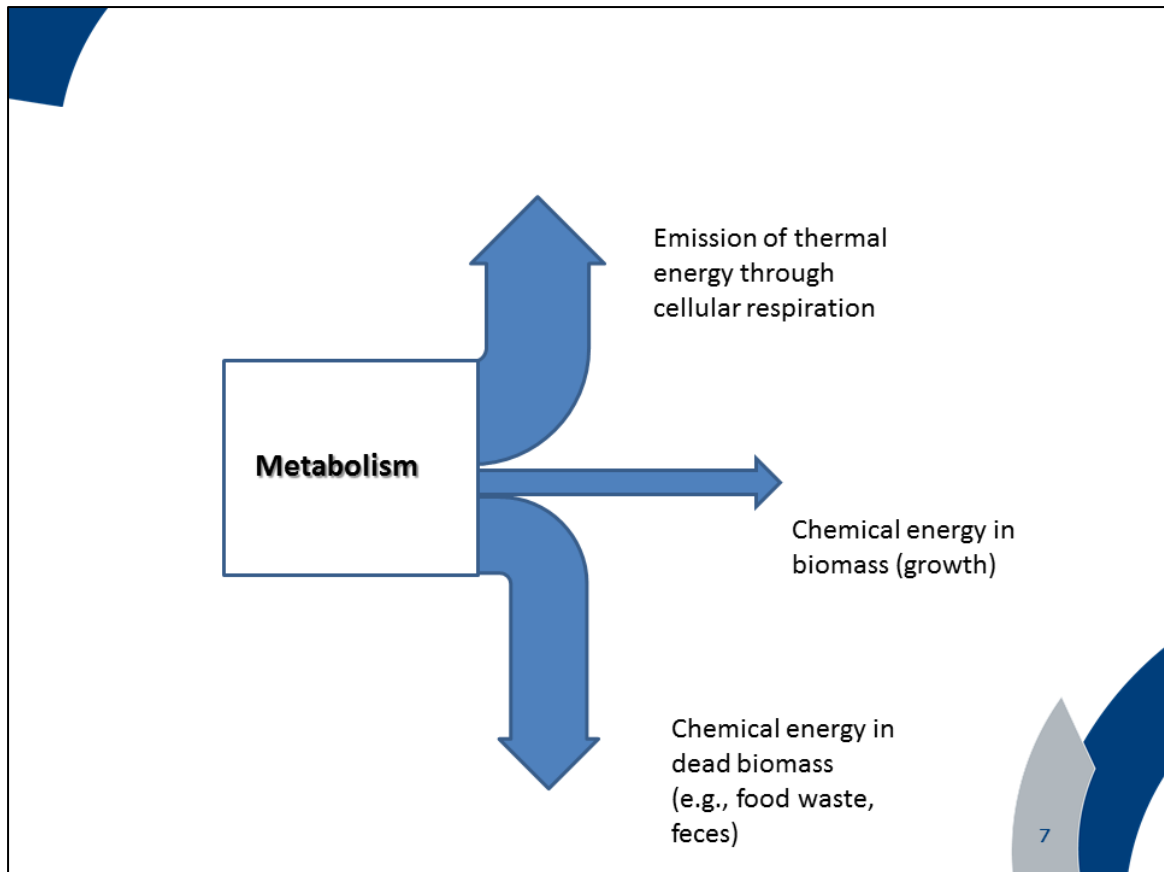 Emission of thermal
energy through
cellular respiration
Metabolism
Chemical energy in
biomass (growth)
Chemical energy in
dead biomass
(e.g., food waste,
feces)
7